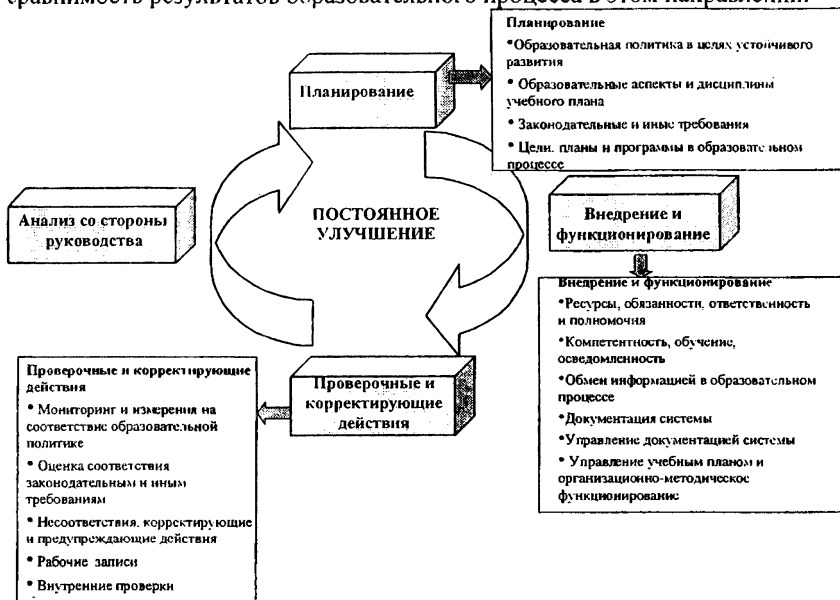 сравнимость результатов образовательного процесса в этом направлении.
Планирование
•Образовательная политика в целях устойчивого
развития
• Образовательные аспекты и дисциплины
учебного плана
• Законодательные и иные требования
• Цели, планы и программы в образовательном
процессе
Планирование
Анализ со стороны
руководства
ПОСТОЯННОЕ
УЛУЧШЕНИЕ
Внедрение и
функционирование
Внедрение и функционирование
•Ресурсы, обязанности, ответственность
и полномочия
•Компетентность, обучение,
осведомленность
•Обмен информацией в образовательном
процессе
•Документация системы
•Управление документацией системы
• Управление учебным планом и
организационно-методическое
функционирование
Проверочные и
корректирующие
действия
Проверочные и корректирующие
действия
• Мониторинг и измерения на
соответствие образовательной
политике
• Оценка соответствия
законодательным и иным
требованиям
• Несоответствия, корректирующие
и предупреждающие действия
• Рабочие записи
• Внутренние проверки